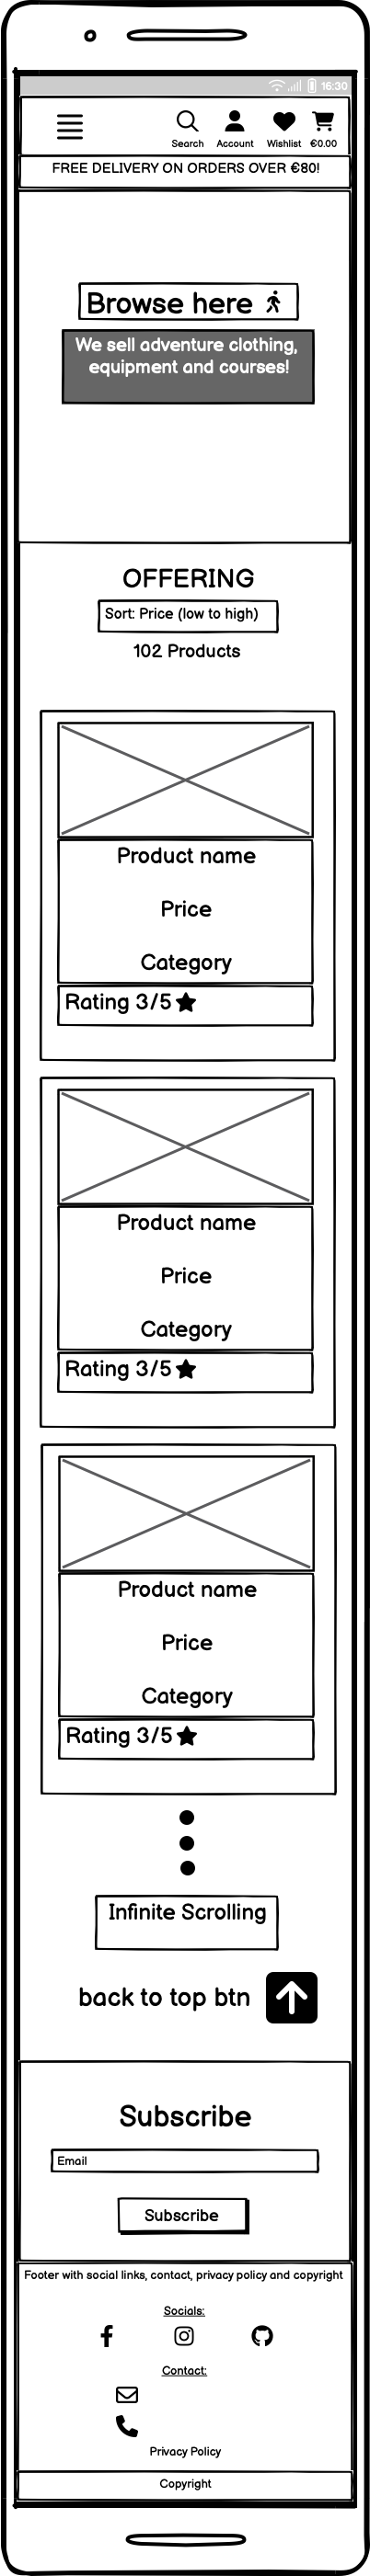 16:30
Search Account Wishlist €0.00
FREE DELIVERY ON ORDERS OVER €80!
Browse here
We sell adventure clothing,
equipment and courses!
OFFERING
Sort: Price (low to high)
102 Products
Product name
Price
Category
Rating 3/5
Product name
Price
Category
Rating 3/5
Product name
Price
Category
Rating 3/5
Infinite Scrolling
back to top btn
Subscribe
Email
Subscribe
Footer with social links, contact, privacy policy and copyright
Socials:
Contact:
Privacy Policy
Copyright